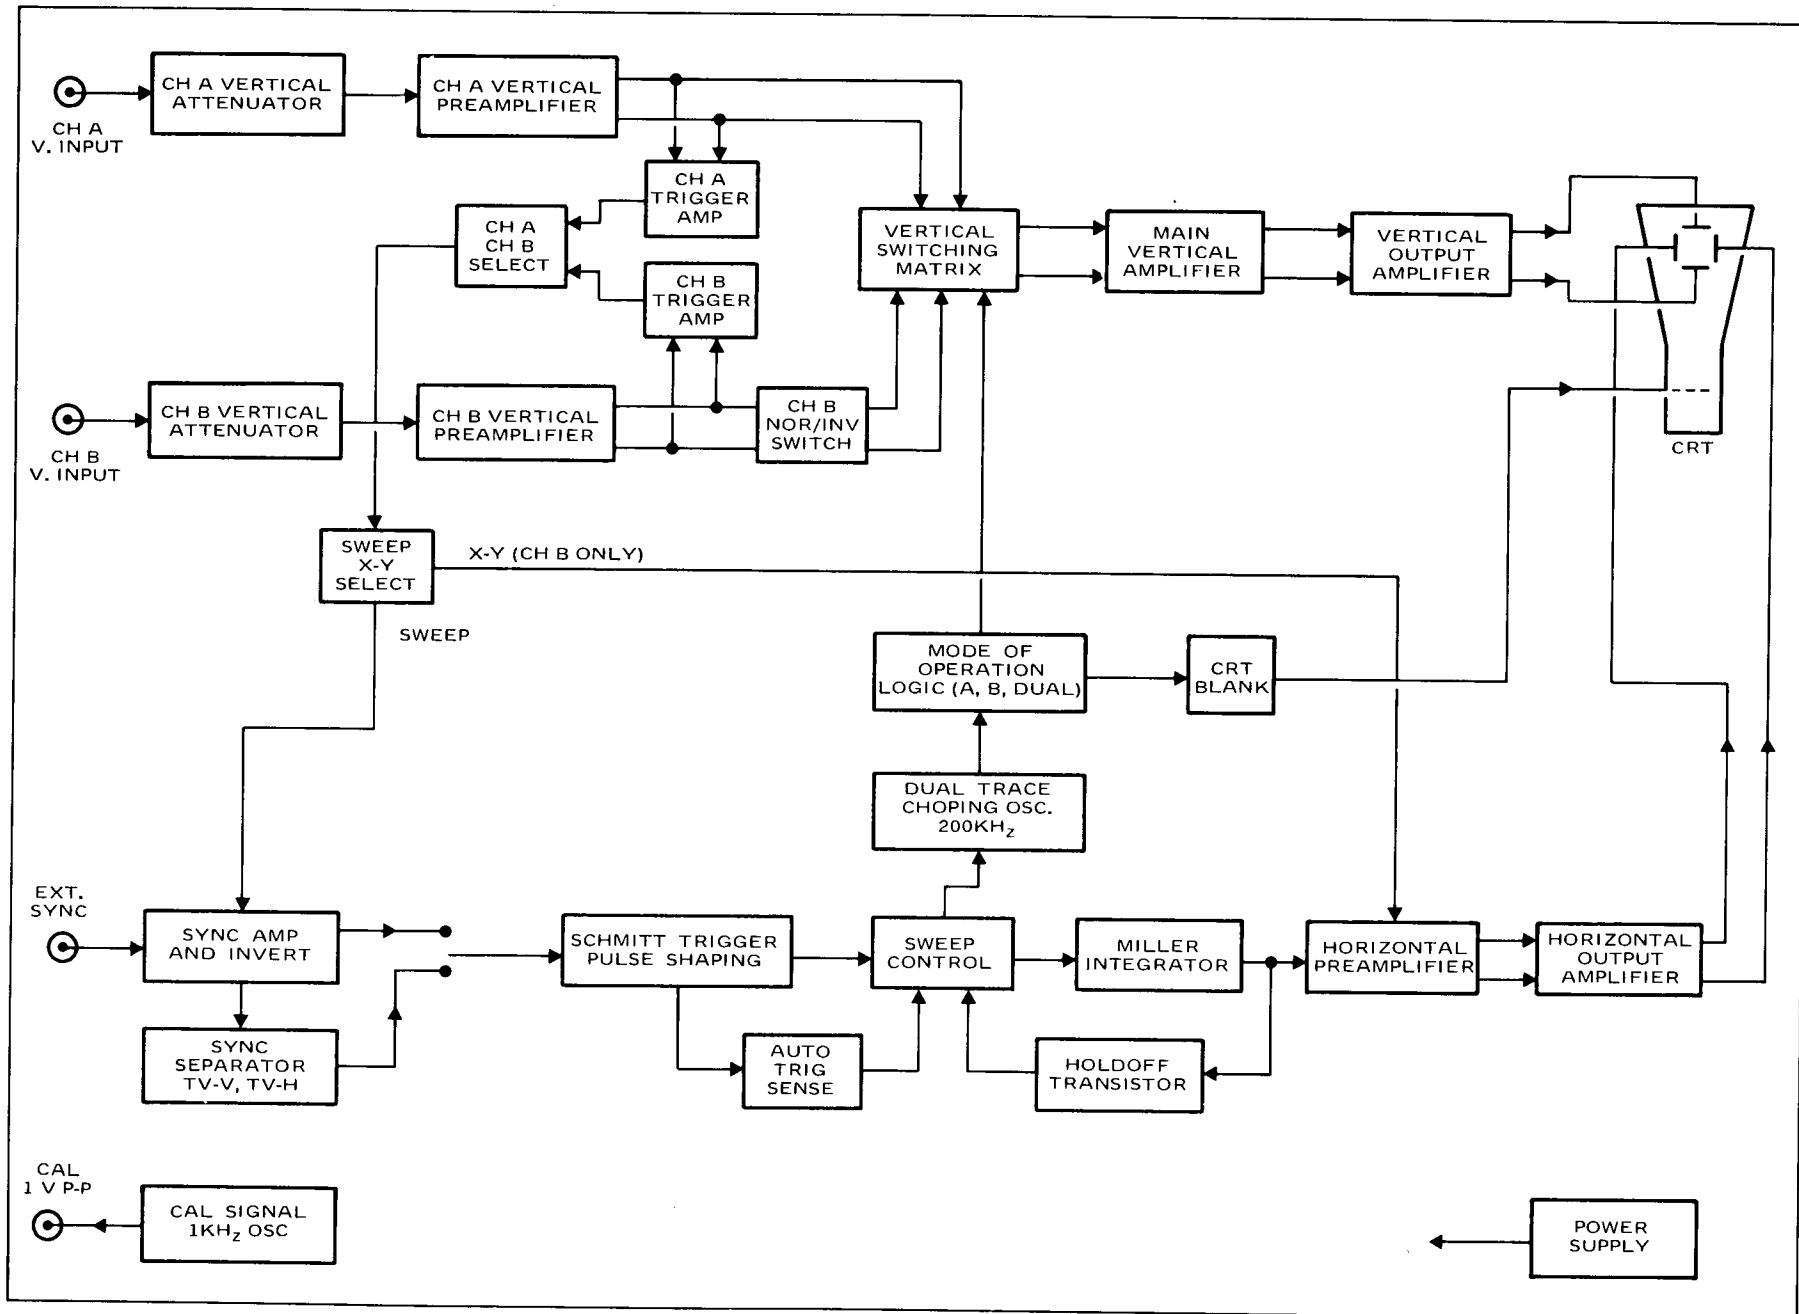 CH A VERTICAL
ATTENUATOR
CH A VERTICAL
PREAMPLIFIER
CH A
V. INPUT
CH A
TRIGGER
AMP
CH A
CH B
SELECT
VERTICAL
SWITCHING
MATRIX
MAIN
VERTICAL
AMPLIFIER
VERTICAL
OUTPUT
AMPLIFIER
CH B
TRIGGER
AMP
CH B VERTICAL
ATTENUATOR
CH B VERTICAL
PREAMPLIFIER
CH B
NOR/INV
SWITCH
CRT
CH B
V. INPUT
SWEEP
X-Y
SELECT
X-Y (CH B ONLY)
SWEEP
MODE OF
OPERATION
LOGIC (A, B, DUAL)
CRT
BLANK
DUAL TRACE
CHOPING OSC.
200KHz
EXT.
SYNC
SYNC AMP
AND INVERT
SCHMITT TRIGGER
PULSE SHAPING
SWEEP
CONTROL
MILLER
INTEGRATOR
HORIZONTAL
PREAMPLIFIER
HORIZONTAL
OUTPUT
AMPLIFIER
SYNC
SEPARATOR
TV-V, TV-H
AUTO
TRIG
SENSE
HOLDOFF
TRANSISTOR
CAL
1 V P-P
CAL SIGNAL
1KHz OSC
POWER
SUPPLY